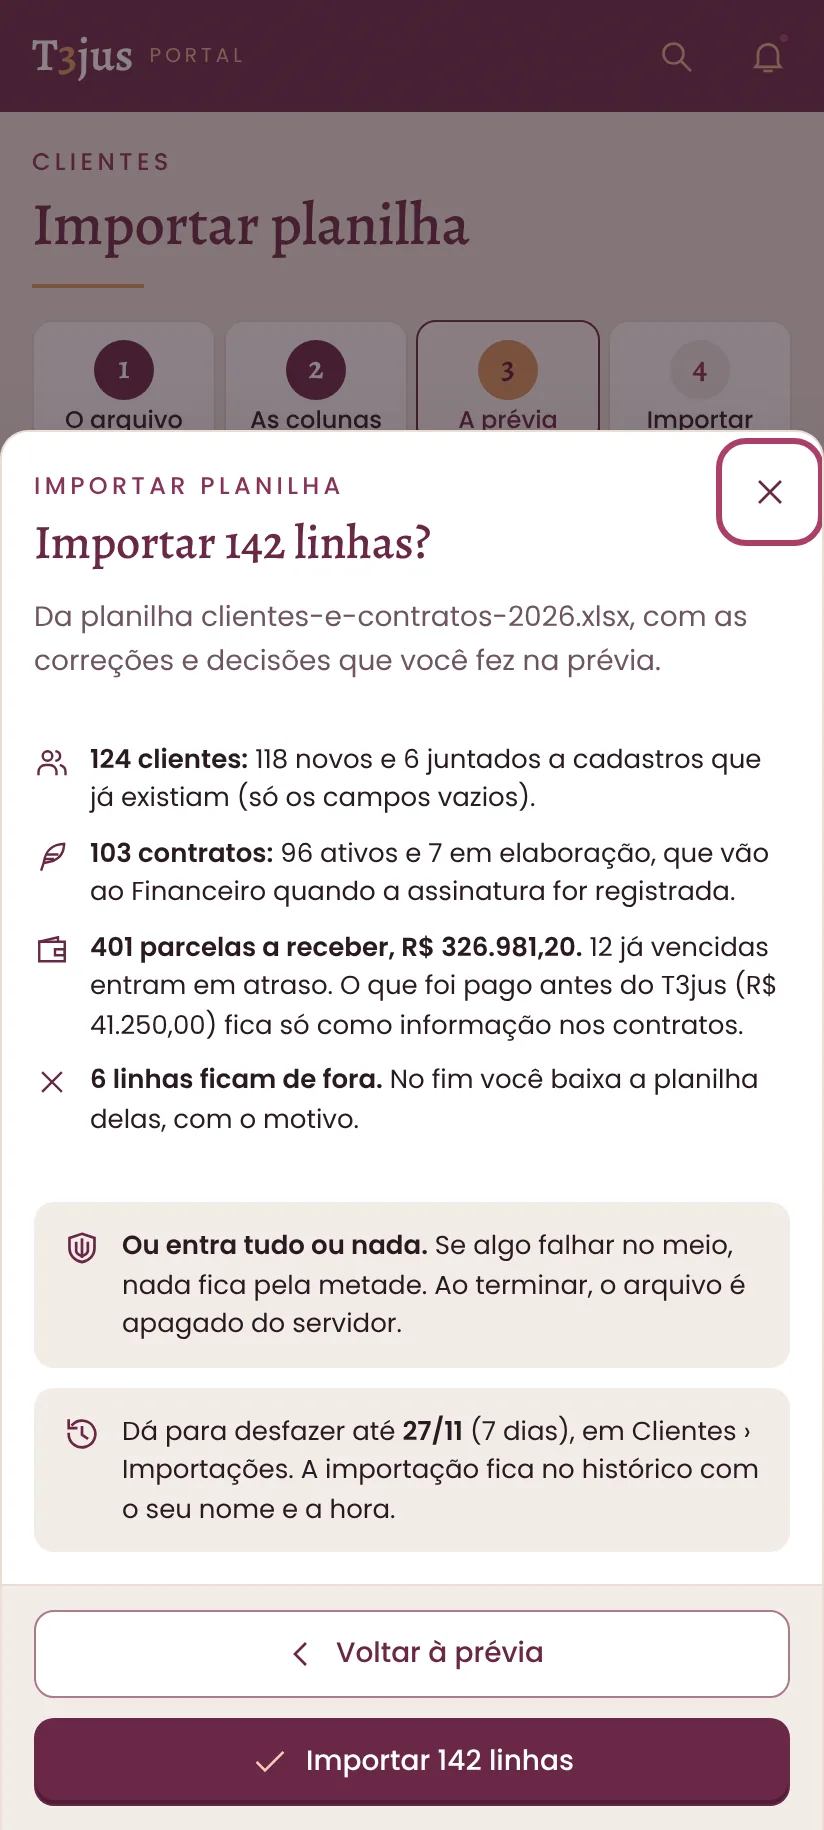 T3jus PORTAL
CLIENTES
Importar planilha
1
O arquivo
2
As colunas
3
A prévia
4
Importar
IMPORTAR PLANILHA
Importar 142 linhas?
Da planilha clientes-e-contratos-2026.xlsx, com as
correções e decisões que você fez na prévia.
124 clientes: 118 novos e 6 juntados a cadastros que
já existiam (só os campos vazios).
103 contratos: 96 ativos e 7 em elaboração, que vão
ao Financeiro quando a assinatura for registrada.
401 parcelas a receber, R$ 326.981,20. 12 já vencidas
entram em atraso. O que foi pago antes do T3jus (R$
41.250,00) fica só como informação nos contratos.
6 linhas ficam de fora. No fim você baixa a planilha
delas, com o motivo.
Ou entra tudo ou nada. Se algo falhar no meio,
nada fica pela metade. Ao terminar, o arquivo é
apagado do servidor.
Dá para desfazer até 27/11 (7 dias), em Clientes ›
Importações. A importação fica no histórico com
o seu nome e a hora.
Voltar à prévia
Importar 142 linhas